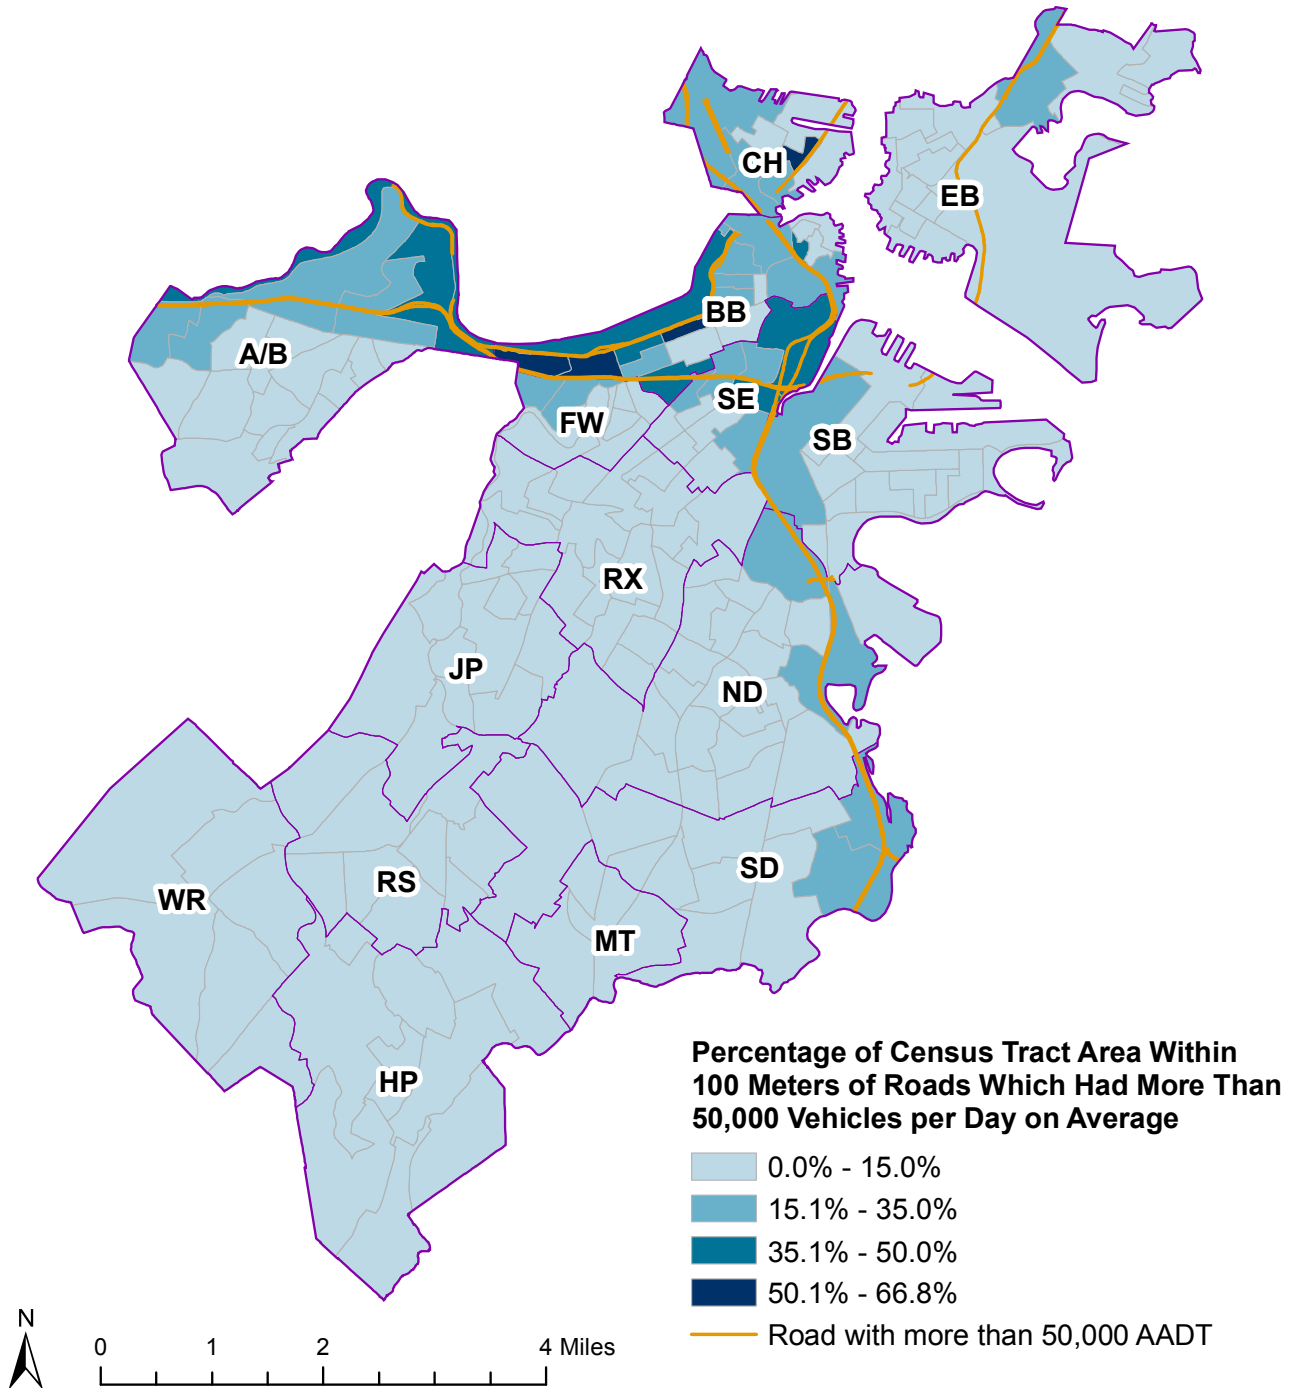 CH
EB
BB
A/B
SE
FW
SB
RX
JP
ND
SD
RS
WR
MT
HP
Percentage of Census Tract Area Within
100 Meters of Roads Which Had More Than
50,000 Vehicles per Day on Average
0.0% - 15.0%
15.1% - 35.0%
35.1% - 50.0%
50.1% - 66.8%
Road with more than 50,000 AADT
N
0 1 2 4 Miles